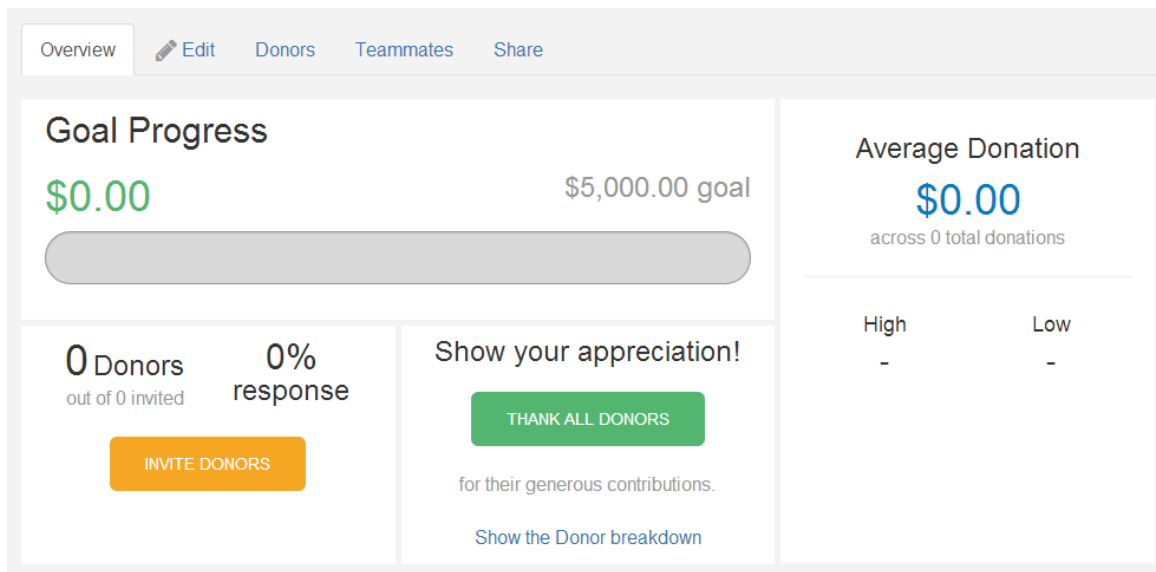 Overview Edit Donors Teammates Share
Goal Progress
$0.00
$5,000.00 goal
0 Donors
out of 0 invited
0%
response
INVITE DONORS
Show your appreciation!
THANK ALL DONORS
for their generous contributions.
Show the Donor breakdown
Average Donation
$0.00
across 0 total donations
High Low
- -